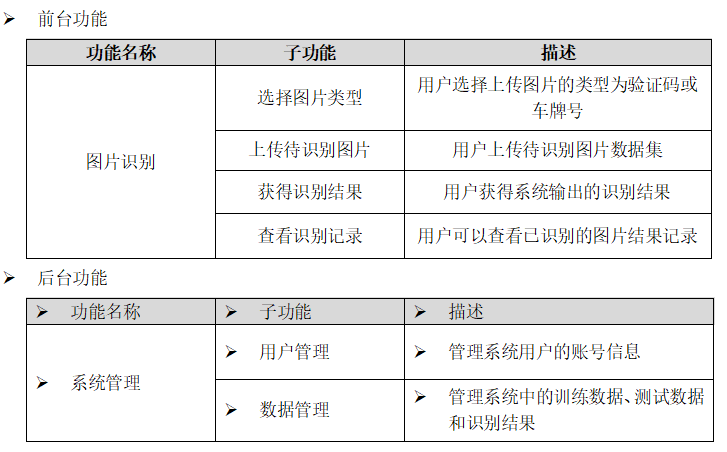 ➢ 前台功能
功能名称 子功能 描述
图片识别
选择图片类型
用户选择上传图片的类型为验证码或
车牌号
上传待识别图片 用户上传待识别图片数据集
获得识别结果 用户获得系统输出的识别结果
查看识别记录 用户可以查看已识别的图片结果记录
➢ 后台功能
➢ 功能名称 ➢ 子功能 ➢ 描述
➢ 系统管理
➢ 用户管理 ➢ 管理系统用户的账号信息
➢ 数据管理
➢ 管理系统中的训练数据、测试数据
和识别结果